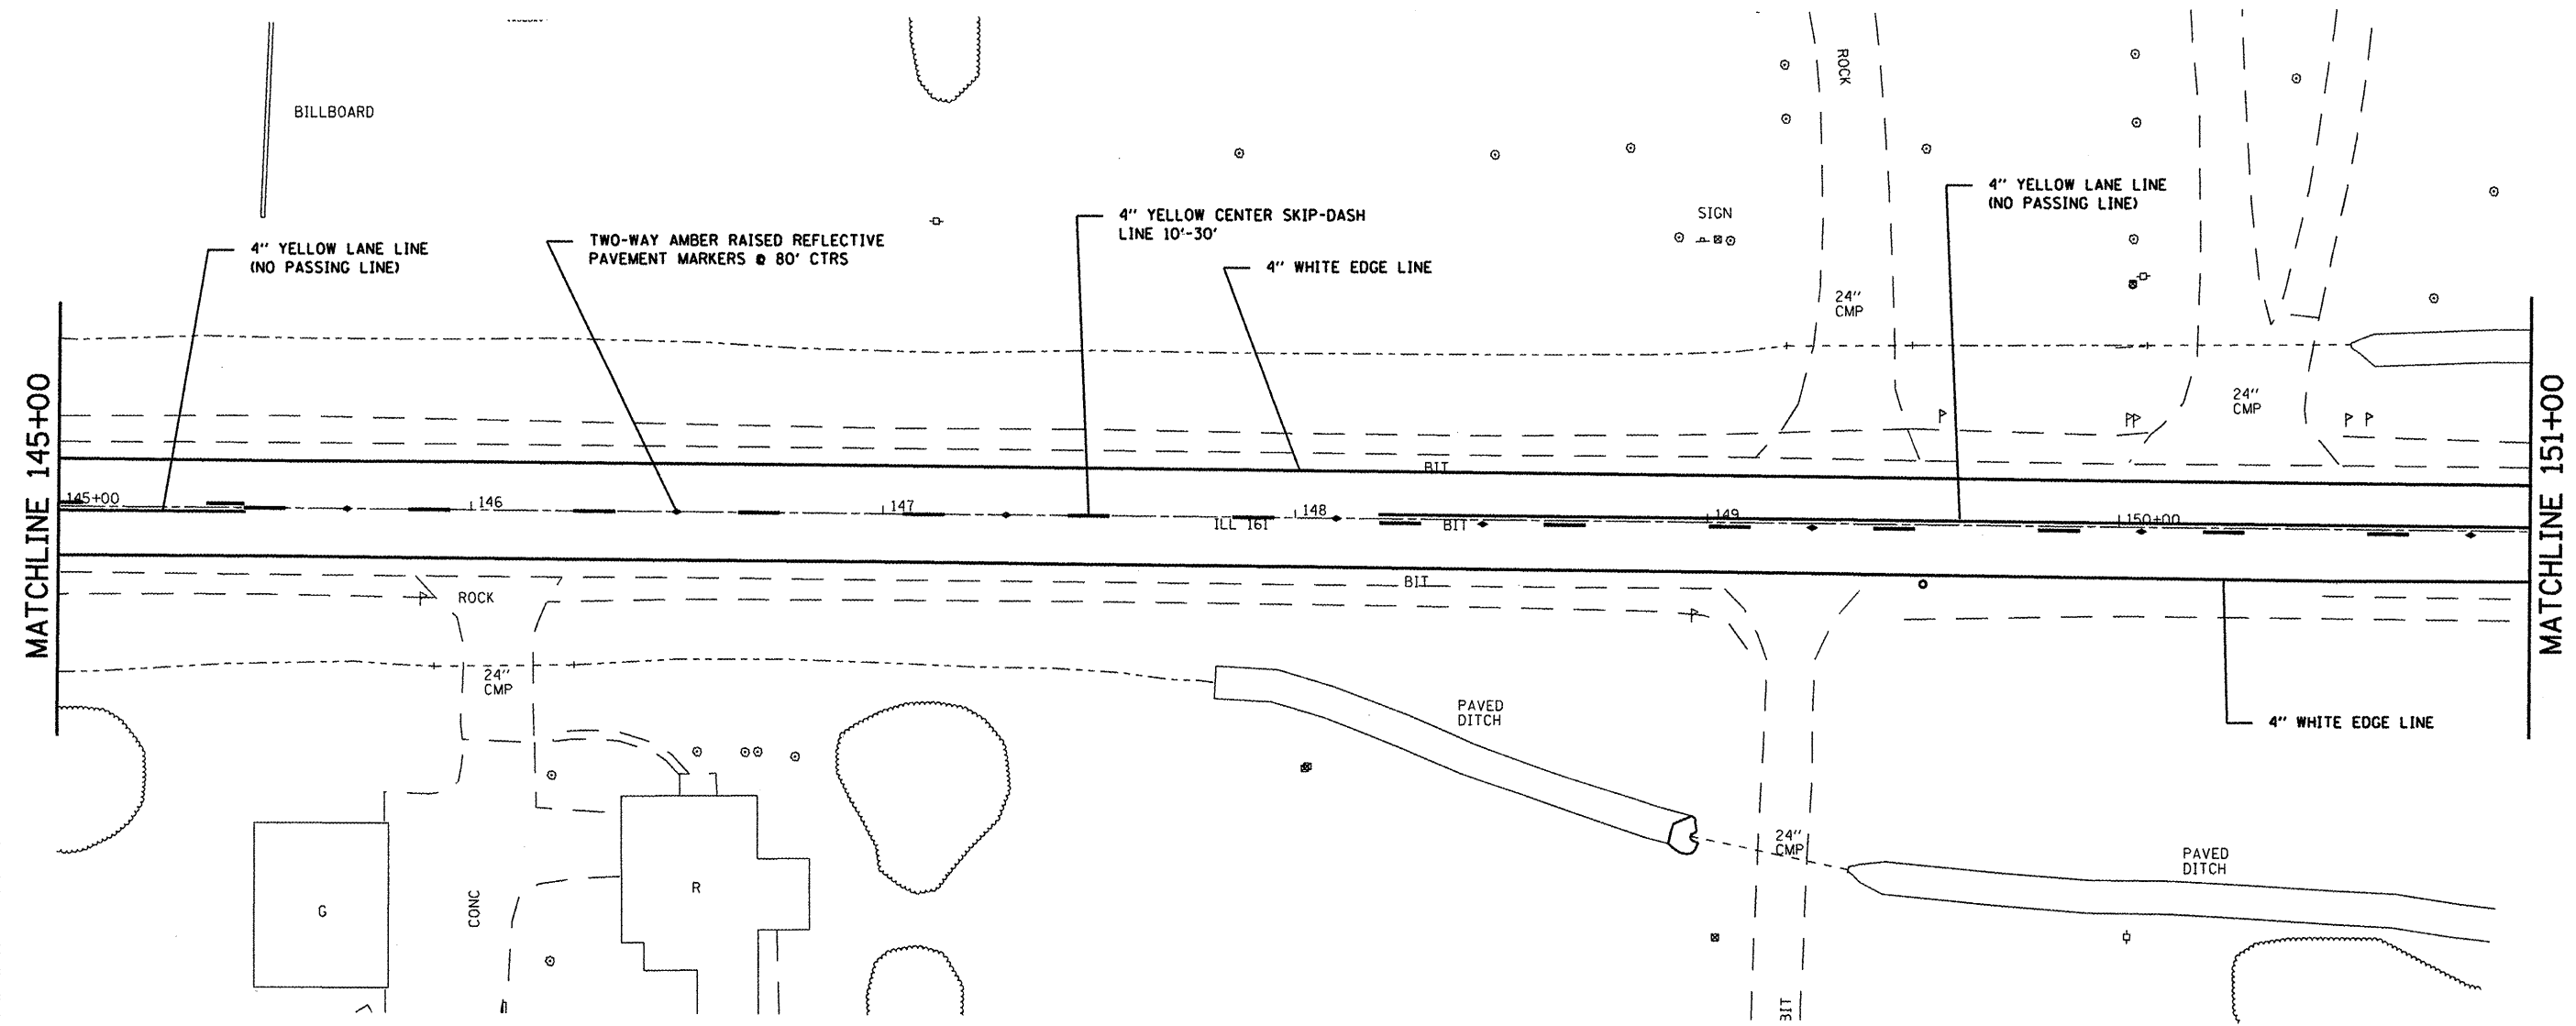 BILLBOARD
ROCK
4" YELLOW LANE LINE
(NO PASSING LINE)
TWO-WAY AMBER RAISED REFLECTIVE
PAVEMENT MARKERS @ 80' CTRS
4" YELLOW CENTER SKIP-DASH
LINE 10'-30'
4" WHITE EDGE LINE
SIGN
4" YELLOW LANE LINE
(NO PASSING LINE)
24"
CMP
24"
CMP
MATCHLINE 145+00
MATCHLINE 151+00
BIT
145+00
146
147
148
149
150+00
ILL 161
BIT
BIT
ROCK
24"
CMP
PAVED
DITCH
4" WHITE EDGE LINE
24"
CMP
PAVED
DITCH
G
CONC
R
BIT